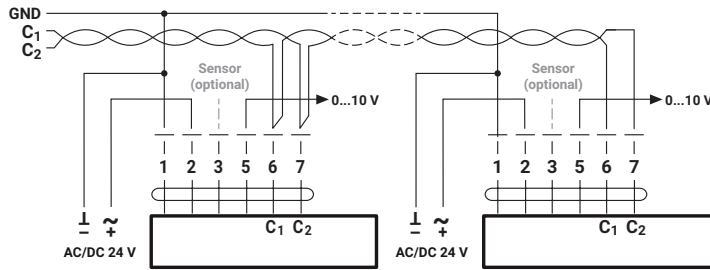 GND
C1
C2
Sensor
(optional)
0...10 V
Sensor
(optional)
0...10 V
1 2 3 5 6 7
1 2 3 5 6 7
⊥ ~
− +
C1 C2
⊥ ~
− +
C1 C2
AC/DC 24 V
AC/DC 24 V